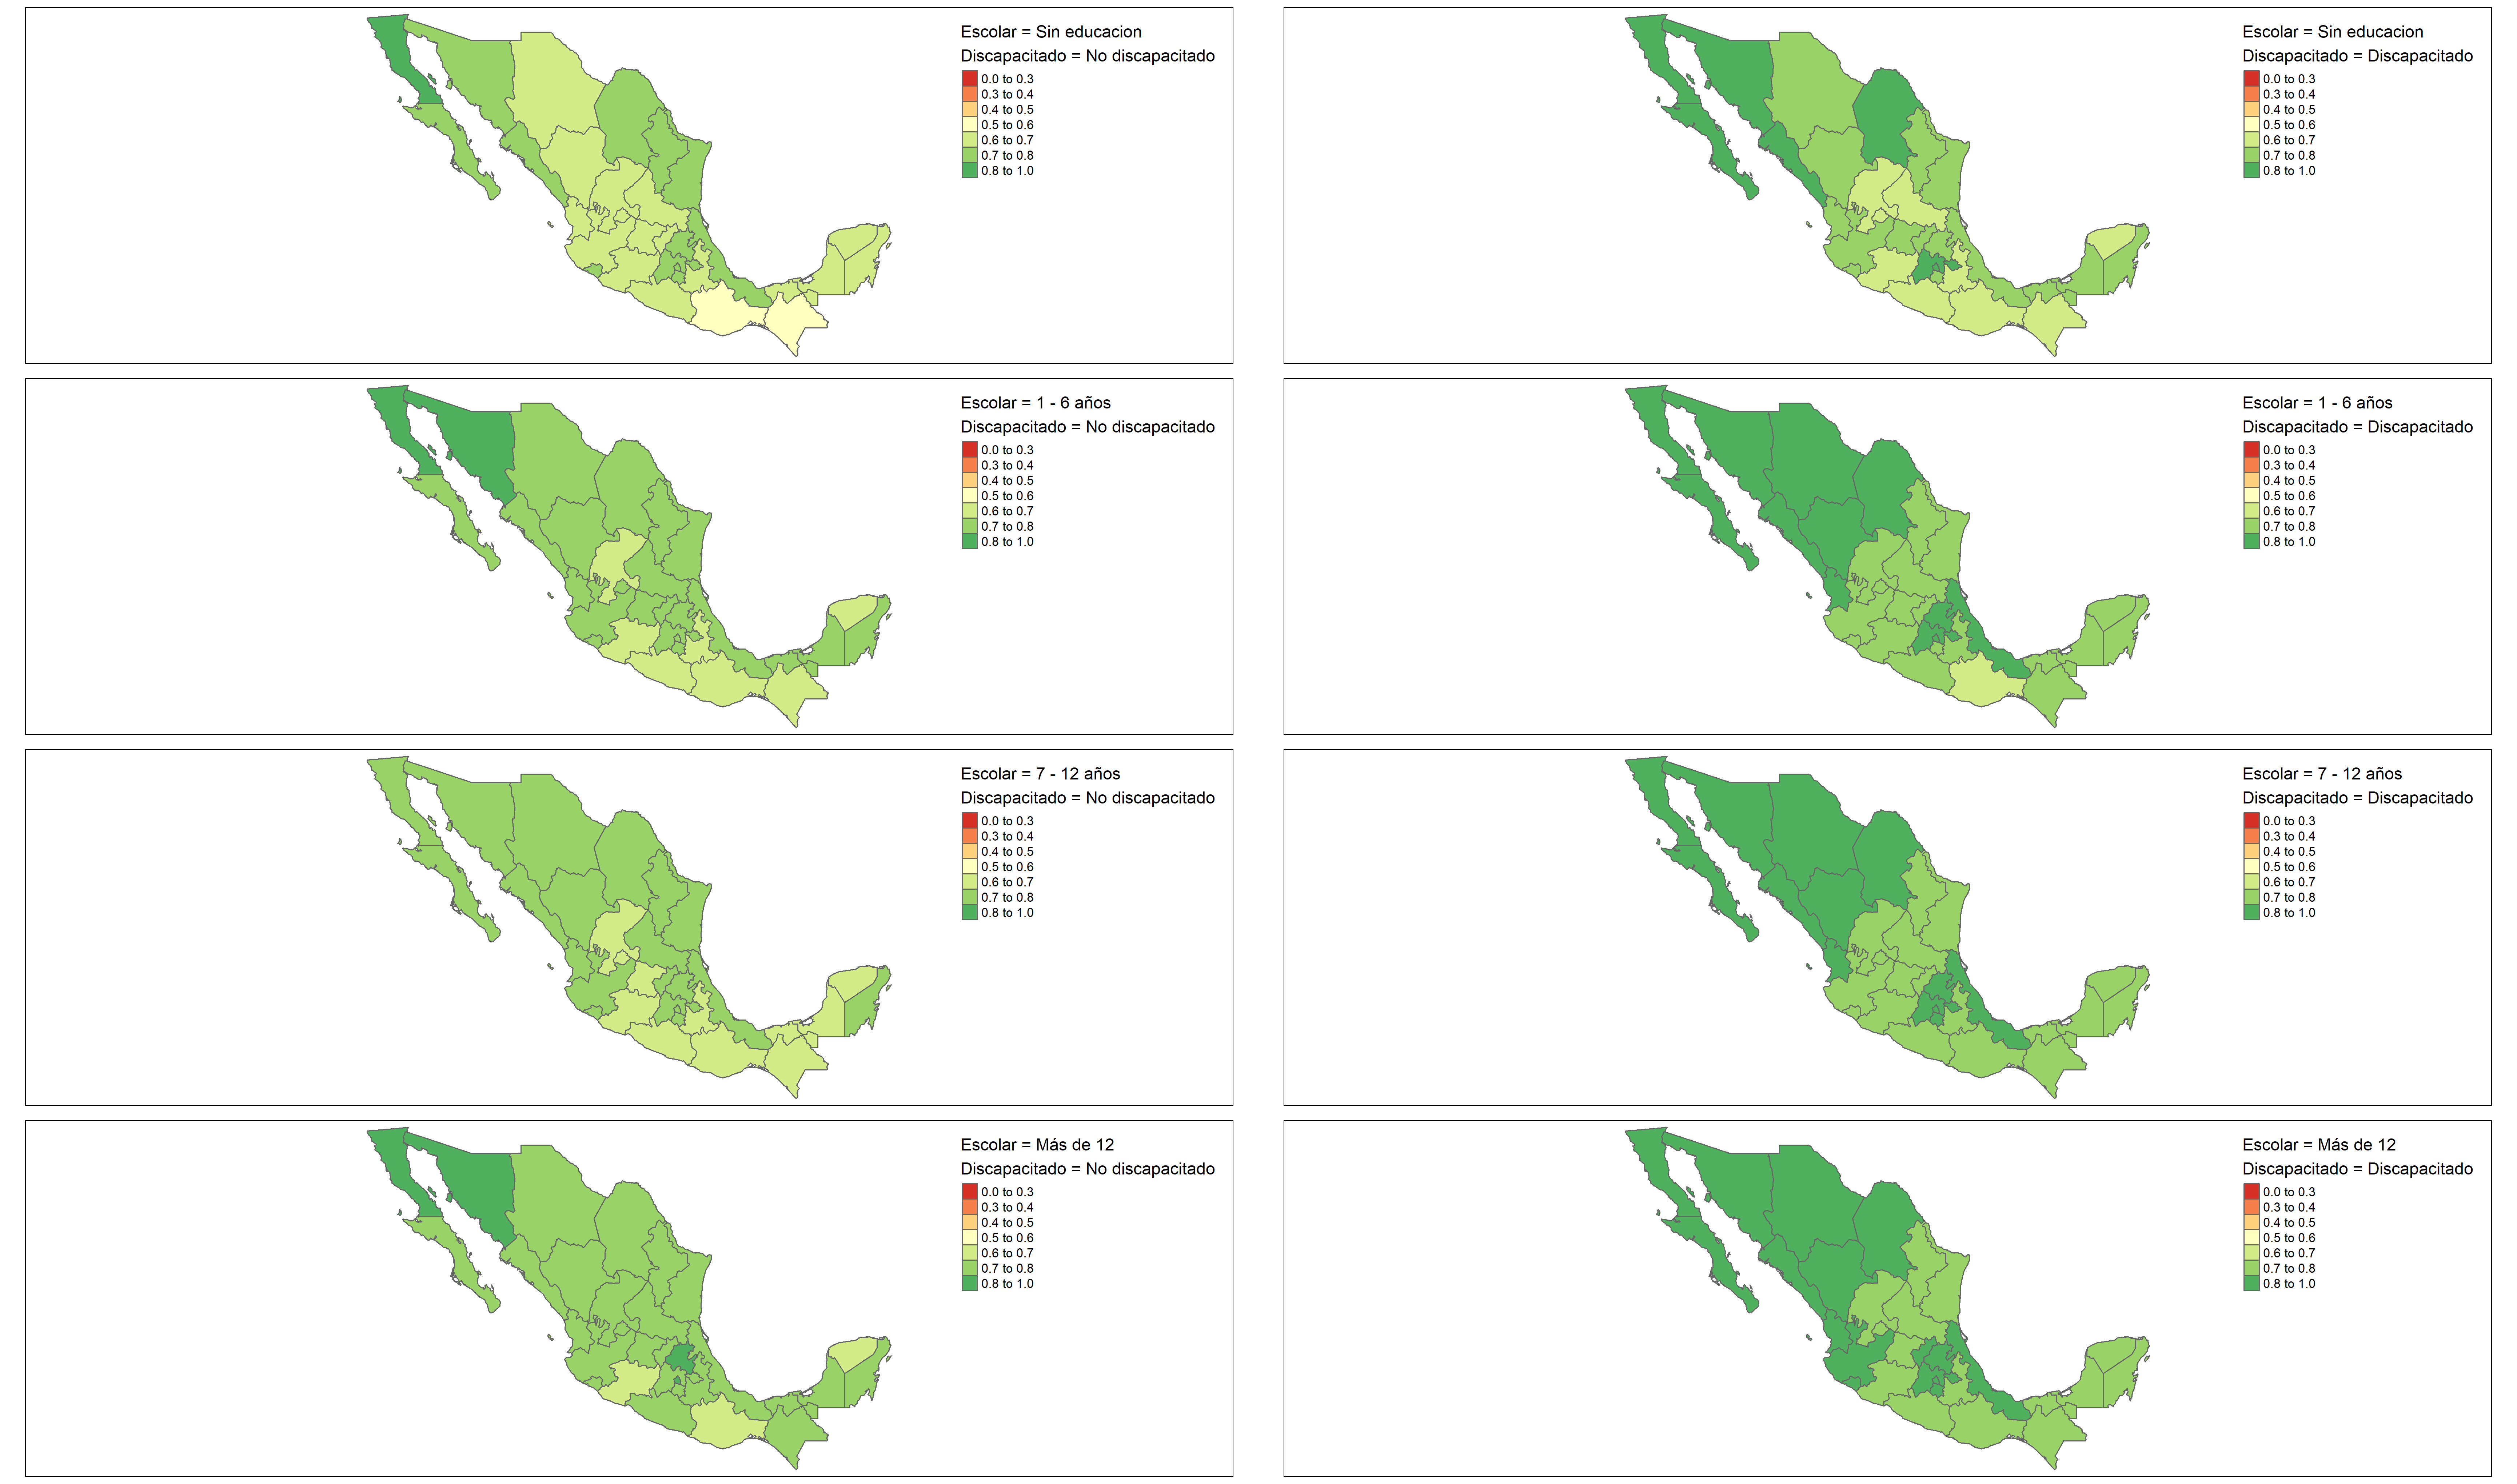 Escolar = Sin educacion
Discapacitado = No discapacitado
0.0 to 0.3
0.3 to 0.4
0.4 to 0.5
0.5 to 0.6
0.6 to 0.7
0.7 to 0.8
0.8 to 1.0
Escolar = Sin educacion
Discapacitado = Discapacitado
0.0 to 0.3
0.3 to 0.4
0.4 to 0.5
0.5 to 0.6
0.6 to 0.7
0.7 to 0.8
0.8 to 1.0
Escolar = 1 - 6 años
Discapacitado = No discapacitado
0.0 to 0.3
0.3 to 0.4
0.4 to 0.5
0.5 to 0.6
0.6 to 0.7
0.7 to 0.8
0.8 to 1.0
Escolar = 1 - 6 años
Discapacitado = Discapacitado
0.0 to 0.3
0.3 to 0.4
0.4 to 0.5
0.5 to 0.6
0.6 to 0.7
0.7 to 0.8
0.8 to 1.0
Escolar = 7 - 12 años
Discapacitado = No discapacitado
0.0 to 0.3
0.3 to 0.4
0.4 to 0.5
0.5 to 0.6
0.6 to 0.7
0.7 to 0.8
0.8 to 1.0
Escolar = 7 - 12 años
Discapacitado = Discapacitado
0.0 to 0.3
0.3 to 0.4
0.4 to 0.5
0.5 to 0.6
0.6 to 0.7
0.7 to 0.8
0.8 to 1.0
Escolar = Más de 12
Discapacitado = No discapacitado
0.0 to 0.3
0.3 to 0.4
0.4 to 0.5
0.5 to 0.6
0.6 to 0.7
0.7 to 0.8
0.8 to 1.0
Escolar = Más de 12
Discapacitado = Discapacitado
0.0 to 0.3
0.3 to 0.4
0.4 to 0.5
0.5 to 0.6
0.6 to 0.7
0.7 to 0.8
0.8 to 1.0